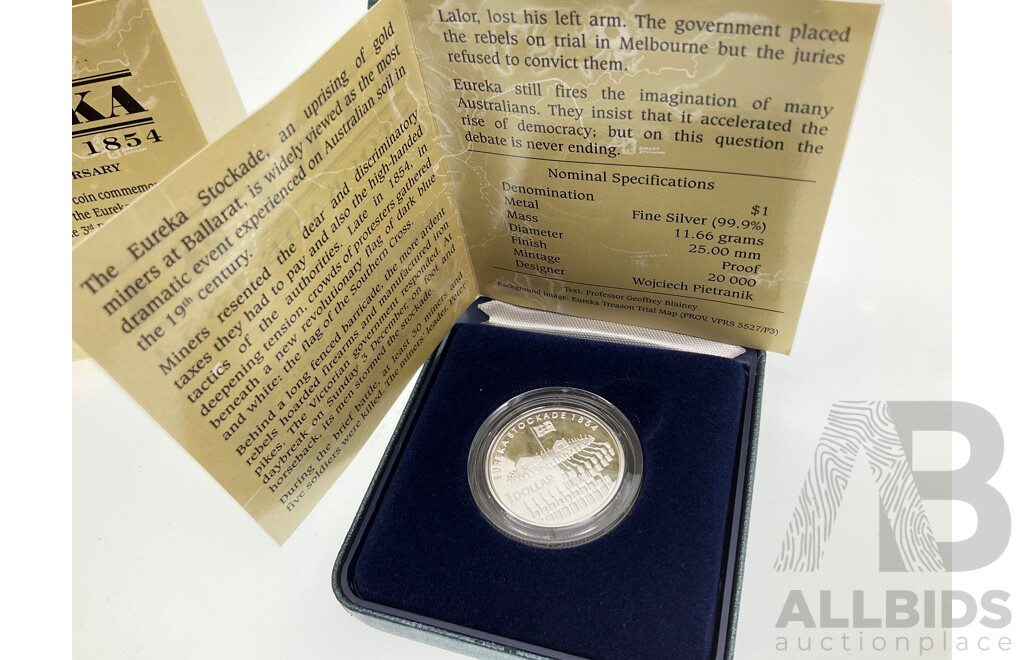 KA
1854
RSARY
coin commemo
the Eureka
The Eureka Stockade, an uprising of gold
miners at Ballarat, is widely viewed as the most
dramatic event experienced on Australian soil in
the 19th century.
Miners resented the dear and discriminatory
taxes they had to pay and also the high-handed
tactics of the authorities. Late in 1854, in
deepening tension, crowds of protesters gathered
beneath a new revolutionary flag of dark blue
and white: the flag of the Southern Cross.
Behind a long fenced barricade, the more ardent
rebels hoarded firearms and manufactured iron
pikes. The Victorian government responded. At
daybreak on Sunday 3 December, on foot and
horseback, its men stormed the stockade.
During the brief battle, at least 30 miners and
five soldiers were killed. The miners' leader, Peter
Lalor, lost his left arm. The government placed
the rebels on trial in Melbourne but the juries
refused to convict them.
Eureka still fires the imagination of many
Australians. They insist that it accelerated the
rise of democracy; but on this question the
debate is never ending.
Nominal Specifications
Denomination $1
Metal Fine Silver (99.9%)
Mass 11.66 grams
Diameter 25.00 mm
Finish Proof
Mintage 20 000
Designer Wojciech Pietranik
Text: Professor Geoffrey Blainey
Background image: Eureka Treason Trial Map (PROV, VPRS 5527/P3)
EUREKA STOCKADE 1854
1 DOLLAR
AB
ALLBIDS
auctionplace